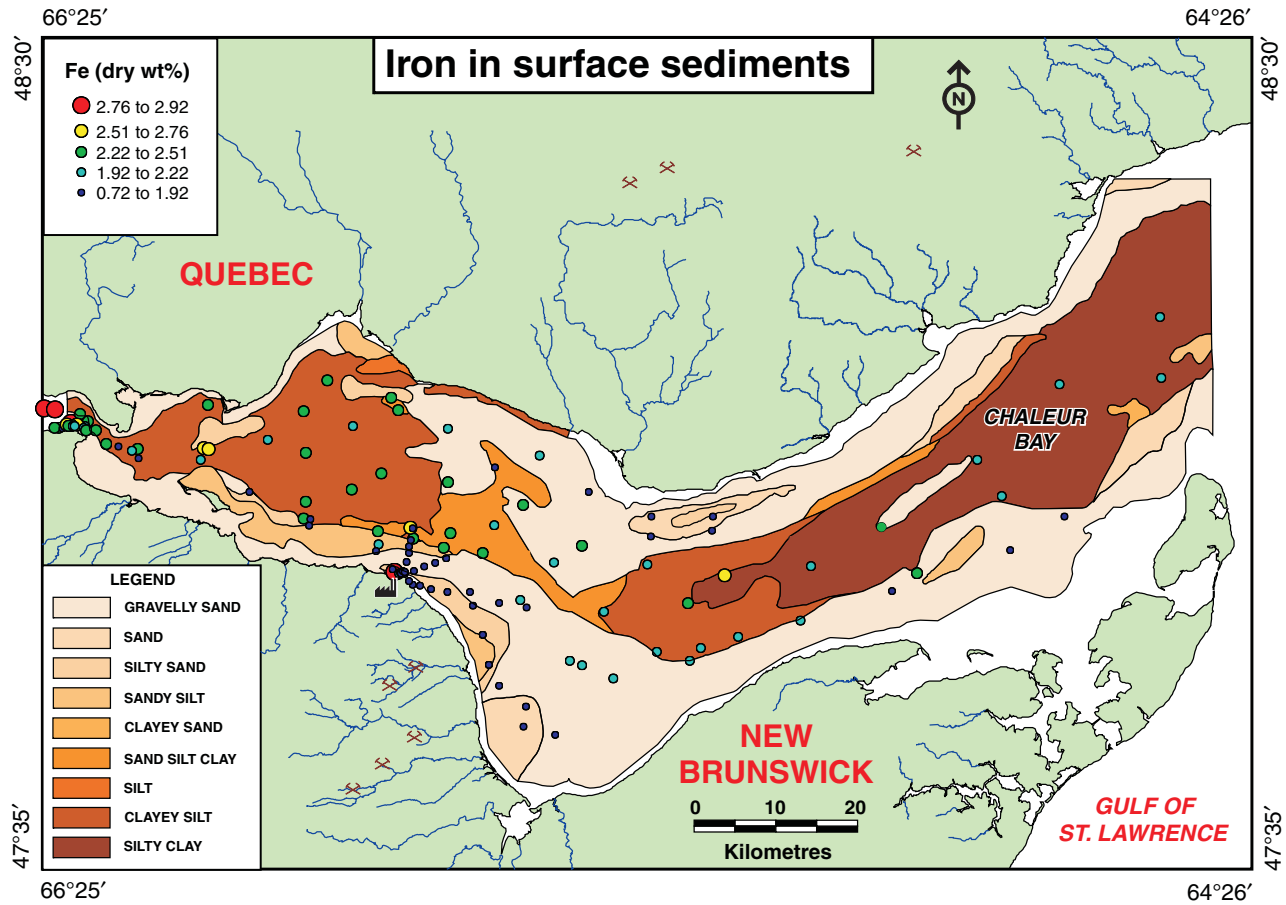 66°25′
64°26′
48°30′
48°30′
Iron in surface sediments
Fe (dry wt%)
2.76 to 2.92
2.51 to 2.76
2.22 to 2.51
1.92 to 2.22
0.72 to 1.92
N
QUEBEC
CHALEUR
BAY
LEGEND
GRAVELLY SAND
SAND
SILTY SAND
SANDY SILT
CLAYEY SAND
SAND SILT CLAY
SILT
CLAYEY SILT
SILTY CLAY
NEW
BRUNSWICK
0 10 20
Kilometres
GULF OF
ST. LAWRENCE
47°35′
47°35′
66°25′
64°26′